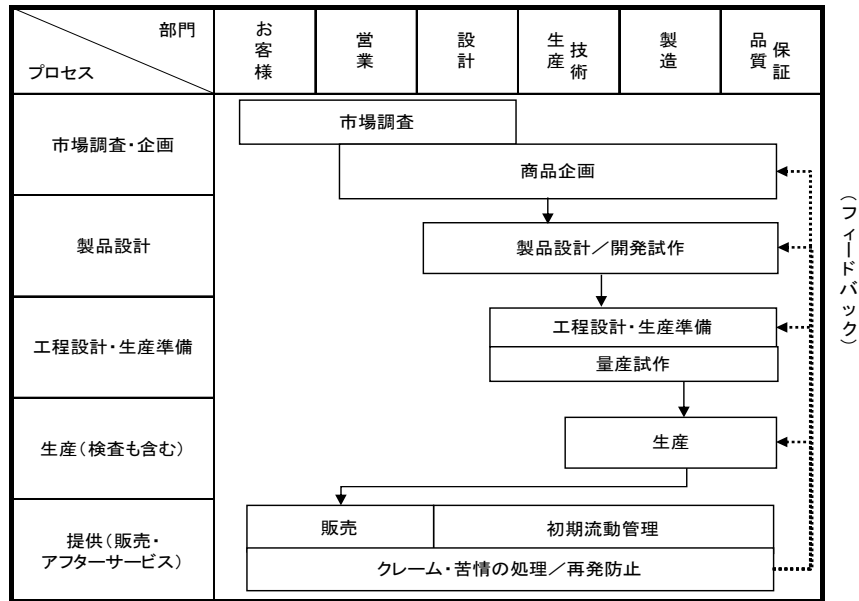 部門
プロセス
お客様
営業
設計
生産技術
製造
品質保証
市場調査・企画
市場調査
商品企画
製品設計
製品設計／開発試作
工程設計・生産準備
工程設計・生産準備
量産試作
生産（検査も含む）
生産
提供（販売・
アフターサービス）
販売
初期流動管理
クレーム・苦情の処理／再発防止
（フィードバック）